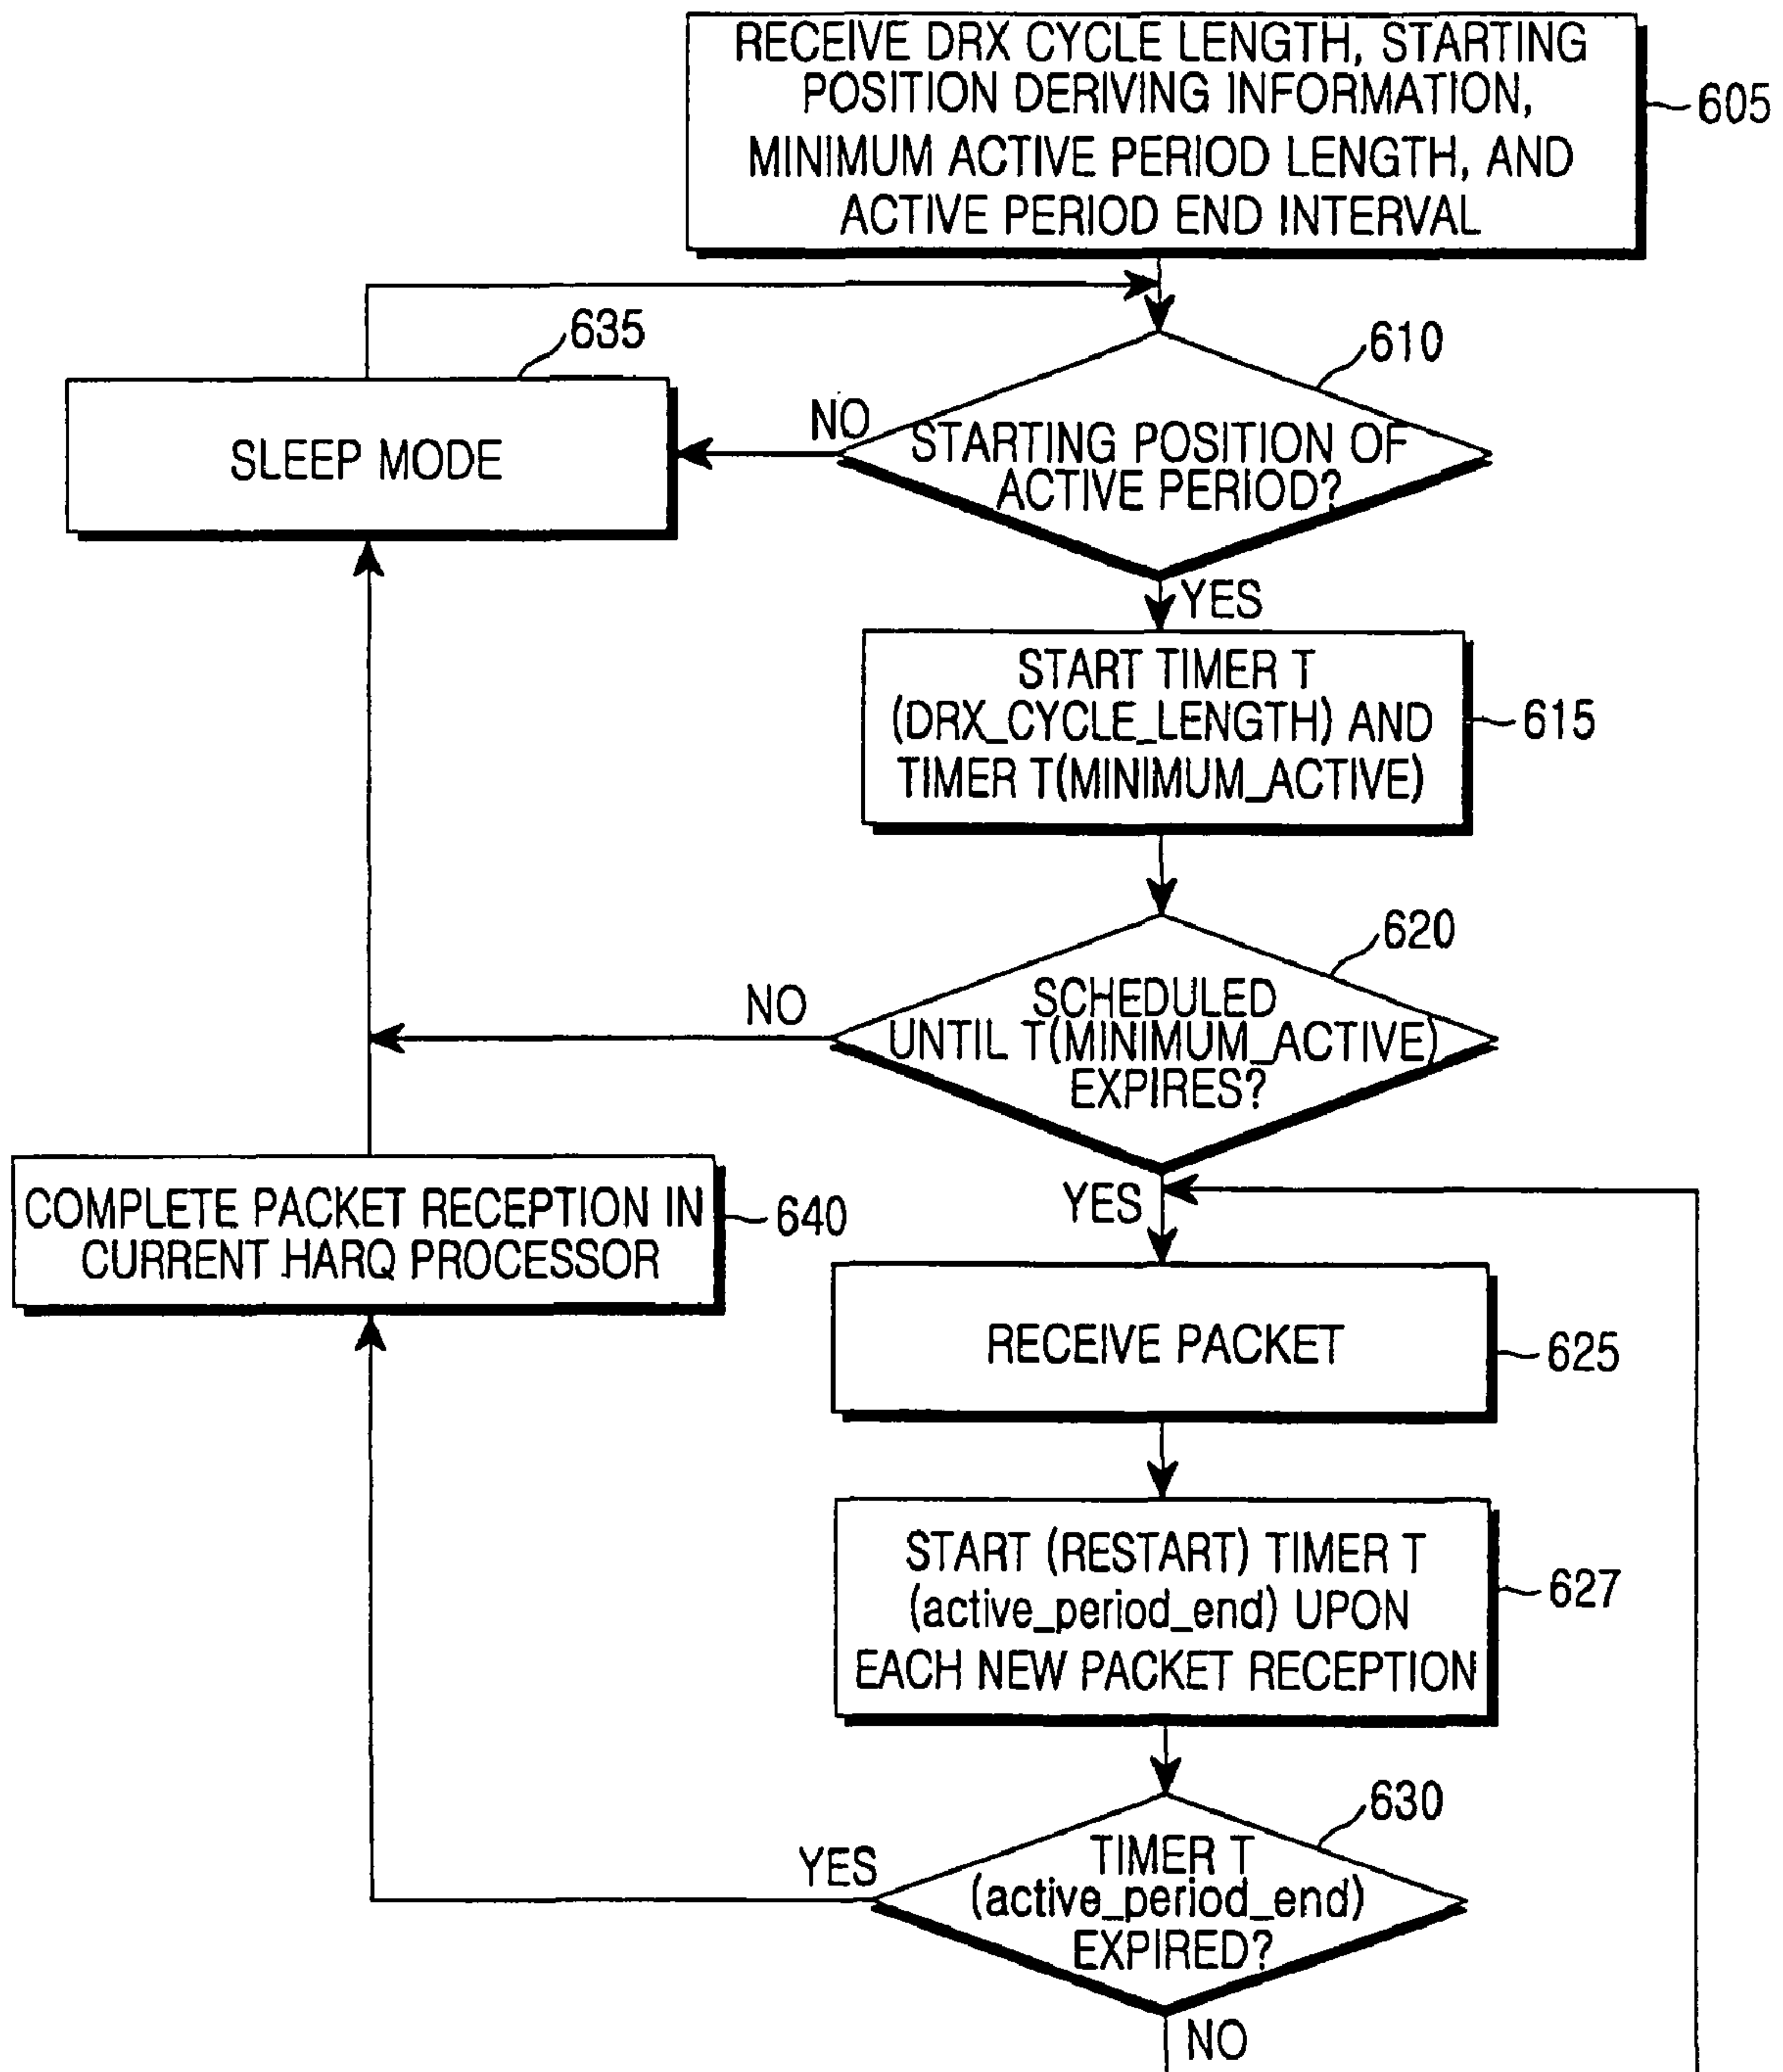 RECEIVE DRX CYCLE LENGTH, STARTING
POSITION DERIVING INFORMATION,
MINIMUM ACTIVE PERIOD LENGTH, AND
ACTIVE PERIOD END INTERVAL
605
635
610
SLEEP MODE
NO
STARTING POSITION OF
ACTIVE PERIOD?
YES
START TIMER T
(DRX_CYCLE_LENGTH) AND
TIMER T(MINIMUM_ACTIVE)
615
620
NO
SCHEDULED
UNTIL T(MINIMUM_ACTIVE)
EXPIRES?
YES
COMPLETE PACKET RECEPTION IN
CURRENT HARQ PROCESSOR
640
RECEIVE PACKET
625
START (RESTART) TIMER T
(active_period_end) UPON
EACH NEW PACKET RECEPTION
627
630
YES
TIMER T
(active_period_end)
EXPIRED?
NO